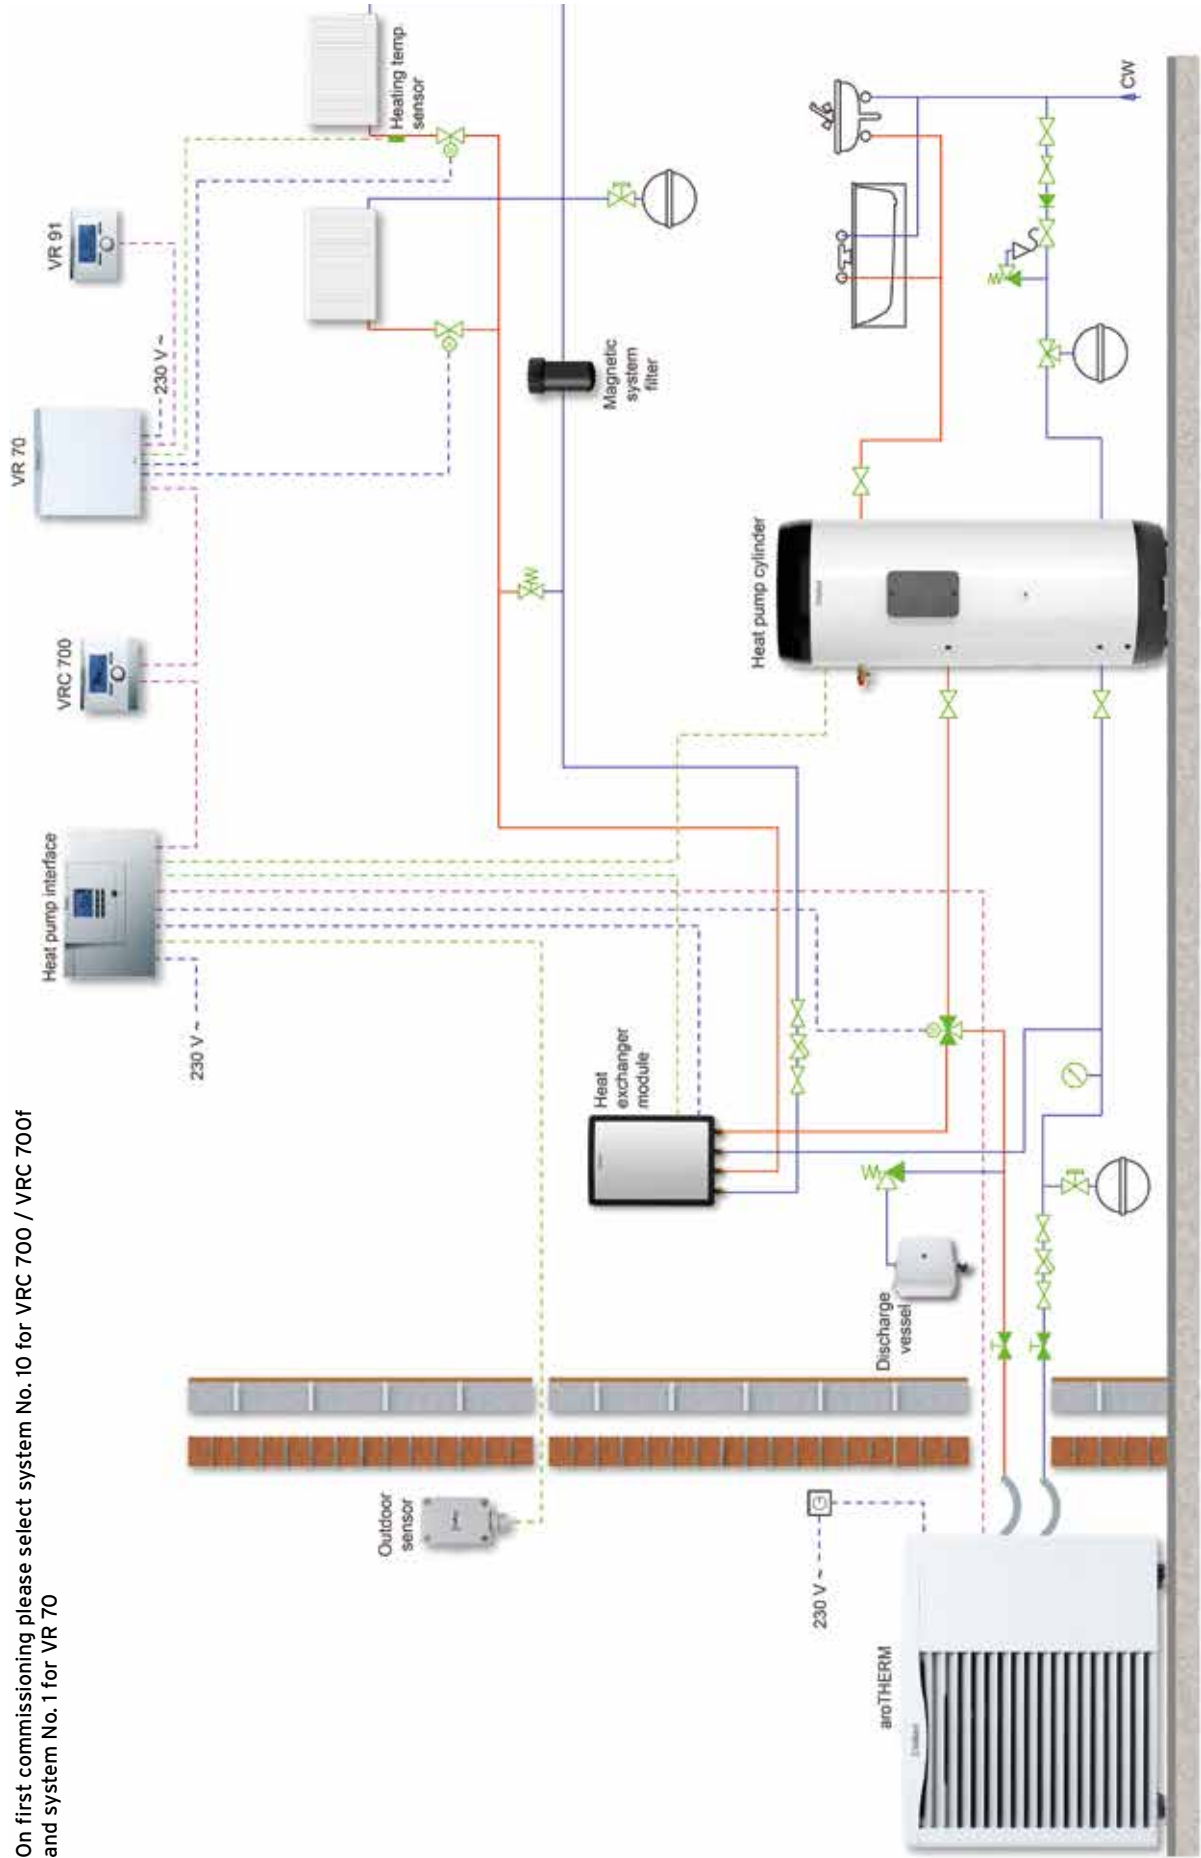 On first commissioning please select system No. 10 for VRC 700 / VRC 700f
and system No. 1 for VR 70
Heat pump interface
VRC 700
VR 70
VR 91
230 V ~
230 V ~
Heating temp.
sensor
Magnetic
system
filter
Outdoor
sensor
Heat
exchanger
module
Heat pump cylinder
Discharge
vessel
230 V ~
aroTHERM
CW